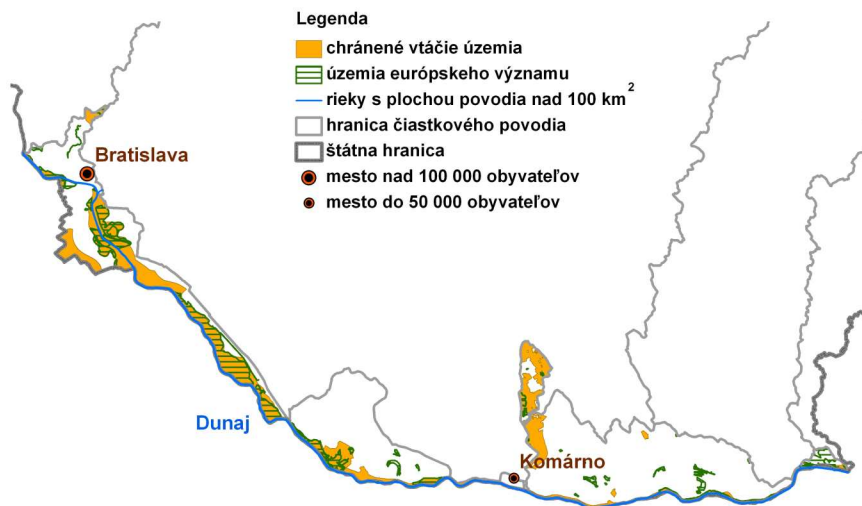 Legenda
chránené vtáčie územia
územia európskeho významu
rieky s plochou povodia nad 100 km²
hranica čiastkového povodia
štátna hranica
mesto nad 100 000 obyvateľov
mesto do 50 000 obyvateľov
Bratislava
Dunaj
Komárno